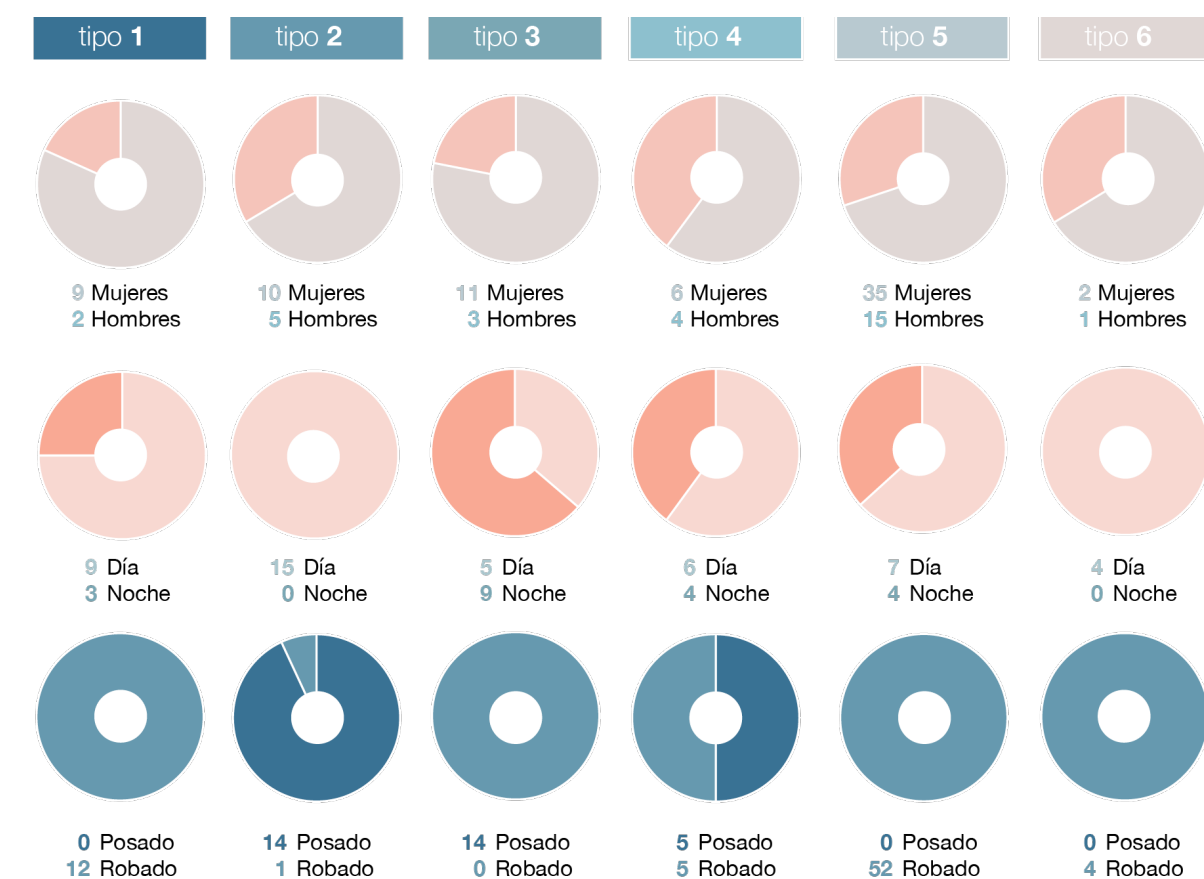 tipo 1 tipo 2 tipo 3 tipo 4 tipo 5 tipo 6
9 Mujeres 10 Mujeres 11 Mujeres 6 Mujeres 35 Mujeres 2 Mujeres
2 Hombres 5 Hombres 3 Hombres 4 Hombres 15 Hombres 1 Hombres
9 Día 15 Día 5 Día 6 Día 7 Día 4 Día
3 Noche 0 Noche 9 Noche 4 Noche 4 Noche 0 Noche
0 Posado 14 Posado 14 Posado 5 Posado 0 Posado 0 Posado
12 Robado 1 Robado 0 Robado 5 Robado 52 Robado 4 Robado